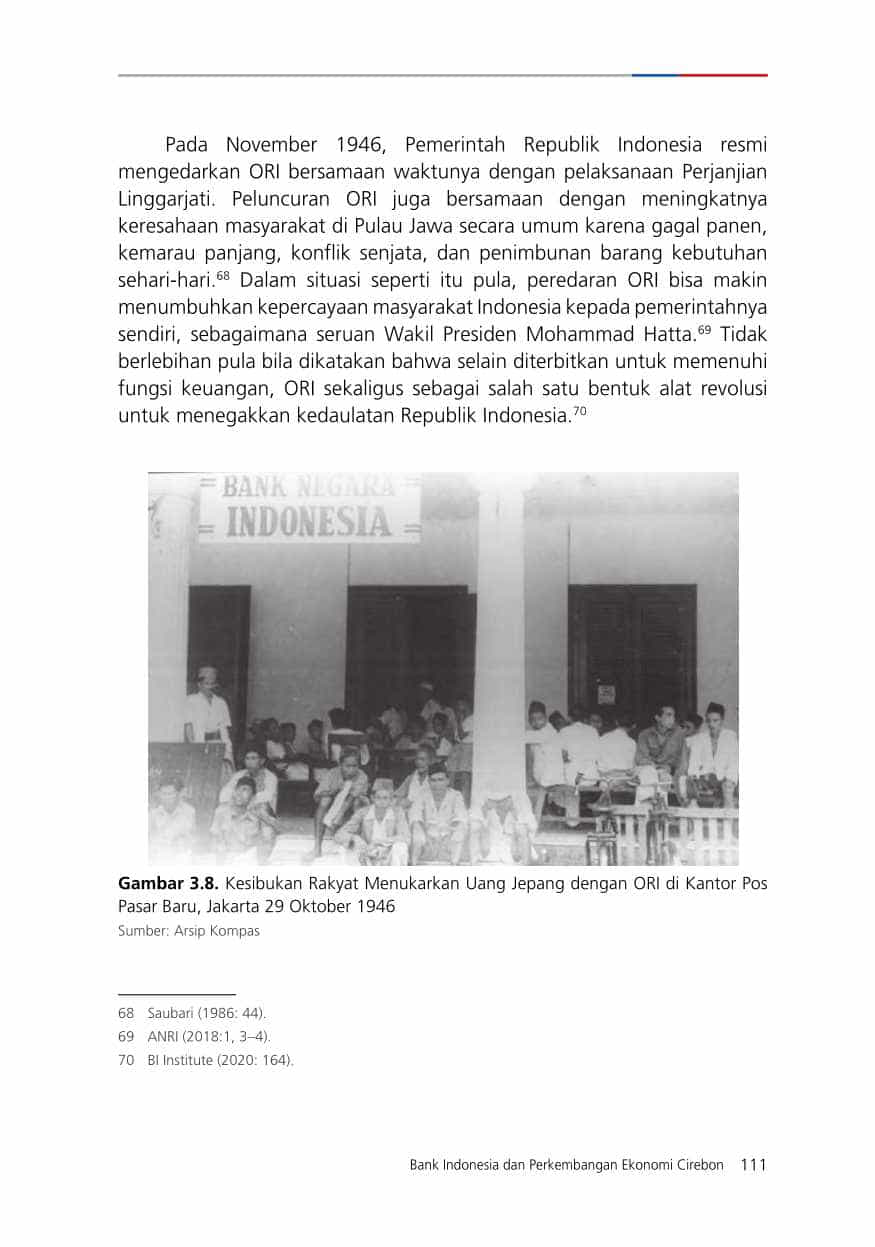 Pada November 1946, Pemerintah Republik Indonesia resmi
mengedarkan ORI bersamaan waktunya dengan pelaksanaan Perjanjian
Linggarjati. Peluncuran ORI juga bersamaan dengan meningkatnya
keresahaan masyarakat di Pulau Jawa secara umum karena gagal panen,
kemarau panjang, konflik senjata, dan penimbunan barang kebutuhan
sehari-hari.68 Dalam situasi seperti itu pula, peredaran ORI bisa makin
menumbuhkan kepercayaan masyarakat Indonesia kepada pemerintahnya
sendiri, sebagaimana seruan Wakil Presiden Mohammad Hatta.69 Tidak
berlebihan pula bila dikatakan bahwa selain diterbitkan untuk memenuhi
fungsi keuangan, ORI sekaligus sebagai salah satu bentuk alat revolusi
untuk menegakkan kedaulatan Republik Indonesia.70
= BANK NEGARA =
= INDONESIA =
Gambar 3.8. Kesibukan Rakyat Menukarkan Uang Jepang dengan ORI di Kantor Pos
Pasar Baru, Jakarta 29 Oktober 1946
Sumber: Arsip Kompas
68 Saubari (1986: 44).
69 ANRI (2018:1, 3–4).
70 BI Institute (2020: 164).
Bank Indonesia dan Perkembangan Ekonomi Cirebon 111